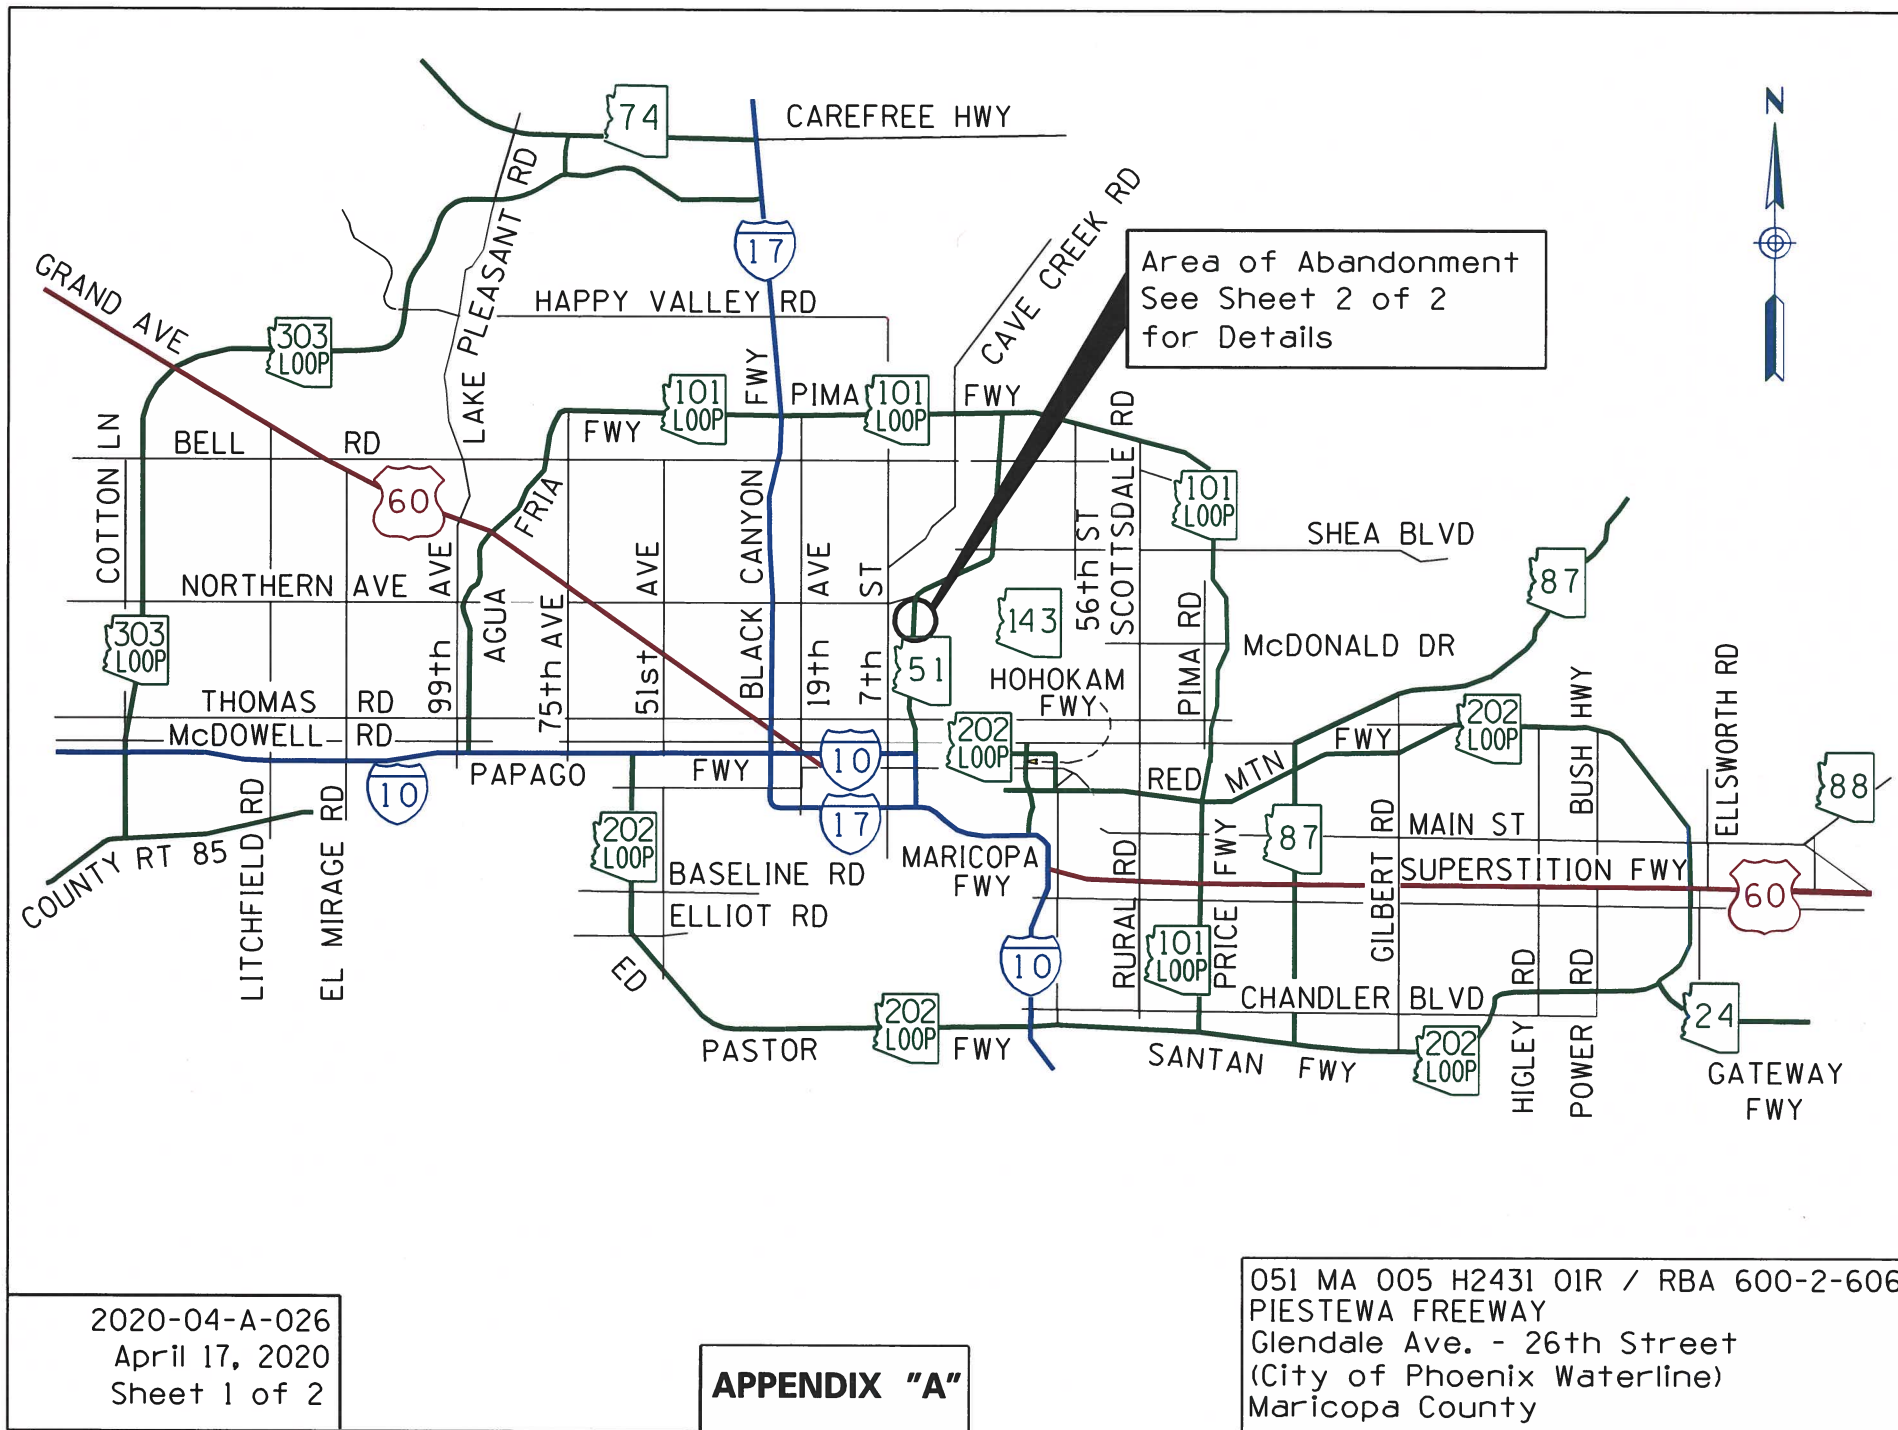 N
74
CAREFREE HWY
LAKE PLEASANT RD
17
CAVE CREEK RD
Area of Abandonment
See Sheet 2 of 2
for Details
GRAND AVE
HAPPY VALLEY RD
303
LOOP
101
LOOP
FWY
PIMA
101
LOOP
FWY
FWY
COTTON LN
BELL RD
60
AGUA FRIA
BLACK CANYON
SCOTTSDALE RD
56th ST
101
LOOP
SHEA BLVD
87
NORTHERN AVE
99th AVE
75th AVE
51st AVE
19th AVE
7th ST
143
303
LOOP
51
HOHOKAM
FWY
PIMA RD
McDONALD DR
THOMAS RD
McDOWELL RD
202
LOOP
202
LOOP
BUSH HWY
ELLSWORTH RD
10
PAPAGO FWY
10
RED MTN FWY
88
17
COUNTY RT 85
LITCHFIELD RD
EL MIRAGE RD
202
LOOP
BASELINE RD
ELLIOT RD
MARICOPA
FWY
RURAL RD
PRICE FWY
87
GILBERT RD
MAIN ST
SUPERSTITION FWY
60
10
101
LOOP
CHANDLER BLVD
HIGLEY RD
POWER RD
24
GATEWAY
FWY
ED PASTOR FWY
202
LOOP
SANTAN FWY
202
LOOP
2020-04-A-026
April 17, 2020
Sheet 1 of 2
APPENDIX "A"
051 MA 005 H2431 01R / RBA 600-2-606
PIESTEWA FREEWAY
Glendale Ave. - 26th Street
(City of Phoenix Waterline)
Maricopa County